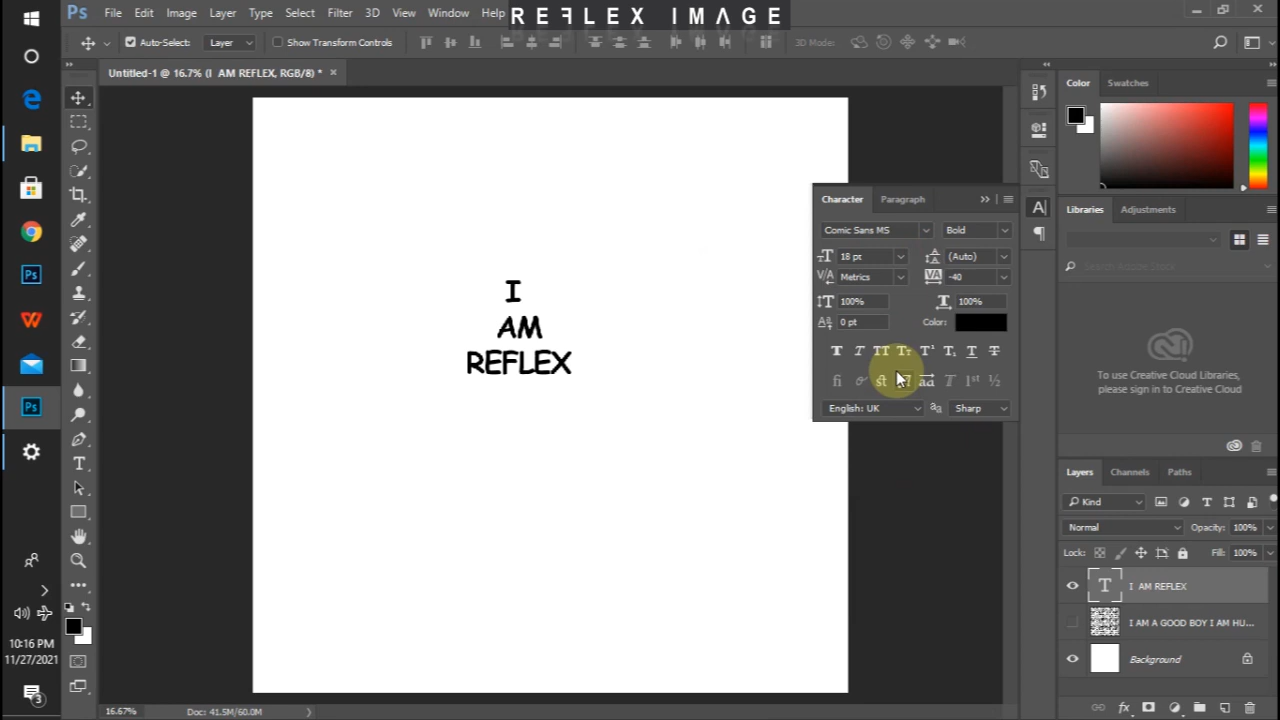 Ps File Edit Image Layer Type Select Filter 3D View Window Help
REFLEX IMAGE
Auto-Select: Layer Show Transform Controls 3D Mode:
Untitled-1 @ 16.7% (I AM REFLEX, RGB/8) *
I
AM
REFLEX
Character Paragraph
Comic Sans MS Bold
18 pt (Auto)
Metrics -40
100% 100%
0 pt Color:
English: UK Sharp
Color Swatches
Libraries Adjustments
Search Adobe Stock
To use Creative Cloud Libraries,
please sign in to Creative Cloud
Layers Channels Paths
Kind
Normal Opacity: 100%
Lock: Fill: 100%
I AM REFLEX
I AM A GOOD BOY I AM HU...
Background
10:16 PM
11/27/2021
3
16.67% Doc: 41.5M/60.0M